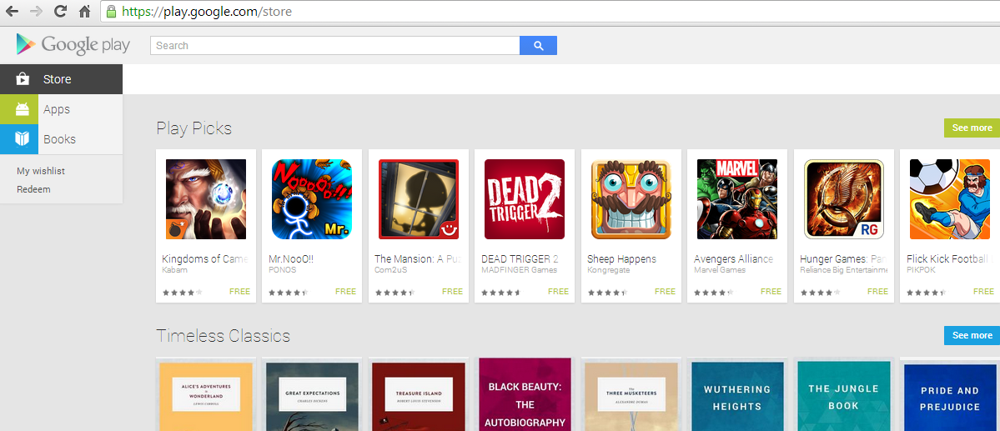 https://play.google.com/store
Google play
Search
Store
Apps
Books
My wishlist
Redeem
Play Picks
See more
NooOO!!!
Mr.
DEAD
TRIGGER 2
MARVEL
RG
Kingdoms of Came
Kabam
FREE
Mr.NooO!!
PONOS
FREE
The Mansion: A Puz
Com2uS
FREE
DEAD TRIGGER 2
MADFINGER Games
FREE
Sheep Happens
Kongregate
FREE
Avengers Alliance
Marvel Games
FREE
Hunger Games: Pan
Reliance Big Entertainme
FREE
Flick Kick Football
PIKPOK
FREE
Timeless Classics
See more
ALICE'S ADVENTURES
in
WONDERLAND
LEWIS CARROLL
GREAT EXPECTATIONS
CHARLES DICKENS
TREASURE ISLAND
ROBERT LOUIS STEVENSON
BLACK BEAUTY:
THE
AUTOBIOGRAPHY
The
THREE MUSKETEERS
ALEXANDRE DUMAS
WUTHERING
HEIGHTS
THE JUNGLE
BOOK
PRIDE AND
PREJUDICE